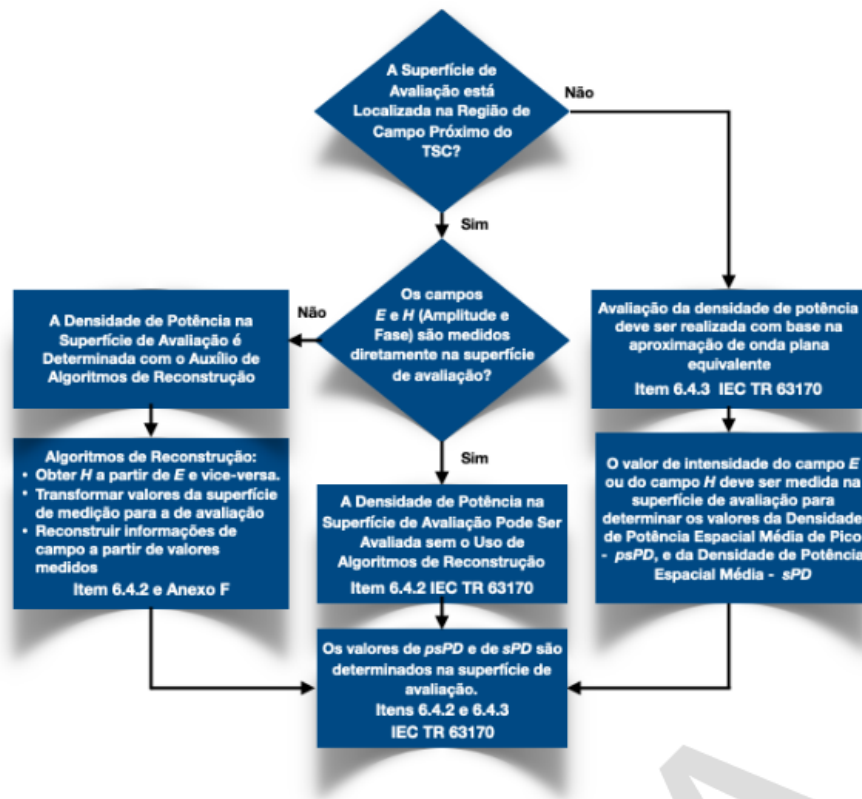 A Superfície de
Avaliação está
Localizada na Região de
Campo Próximo do
TSC?
Não
Sim
Os campos
E e H (Amplitude e
Fase) são medidos
diretamente na superfície
de avaliação?
Não
A Densidade de Potência na
Superfície de Avaliação é
Determinada com o Auxílio de
Algoritmos de Reconstrução
Avaliação da densidade de potência
deve ser realizada com base na
aproximação de onda plana
equivalente
Item 6.4.3 IEC TR 63170
Algoritmos de Reconstrução:
• Obter H a partir de E e vice-versa.
• Transformar valores da superfície
de medição para a de avaliação
• Reconstruir informações de
campo a partir de valores
medidos
Item 6.4.2 e Anexo F
Sim
A Densidade de Potência na
Superfície de Avaliação Pode Ser
Avaliada sem o Uso de
Algoritmos de Reconstrução
Item 6.4.2 IEC TR 63170
O valor de intensidade do campo E
ou do campo H deve ser medida na
superfície de avaliação para
determinar os valores da Densidade
de Potência Espacial Média de Pico
- psPD, e da Densidade de Potência
Espacial Média - sPD
Os valores de psPD e de sPD são
determinados na superfície de
avaliação.
Itens 6.4.2 e 6.4.3
IEC TR 63170